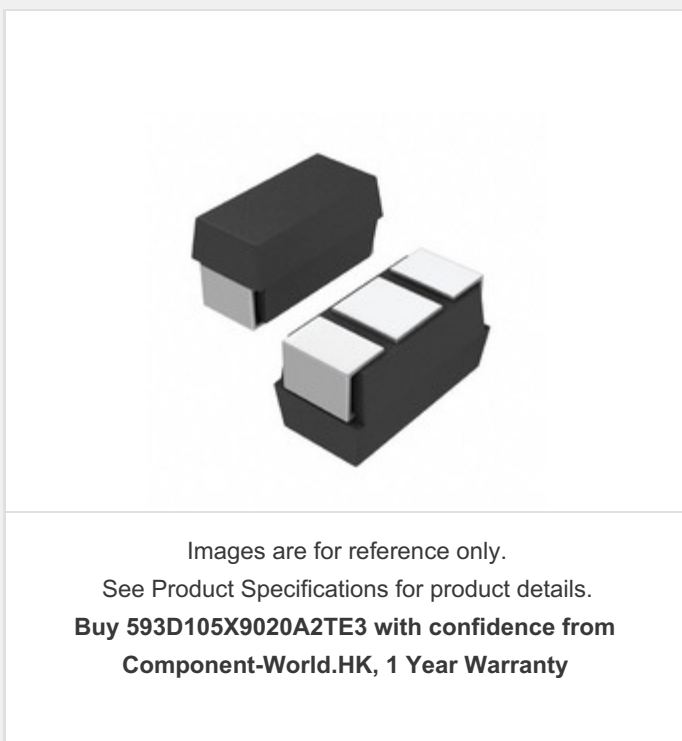 Images are for reference only.
See Product Specifications for product details.
Buy 593D105X9020A2TE3 with confidence from
Component-World.HK, 1 Year Warranty